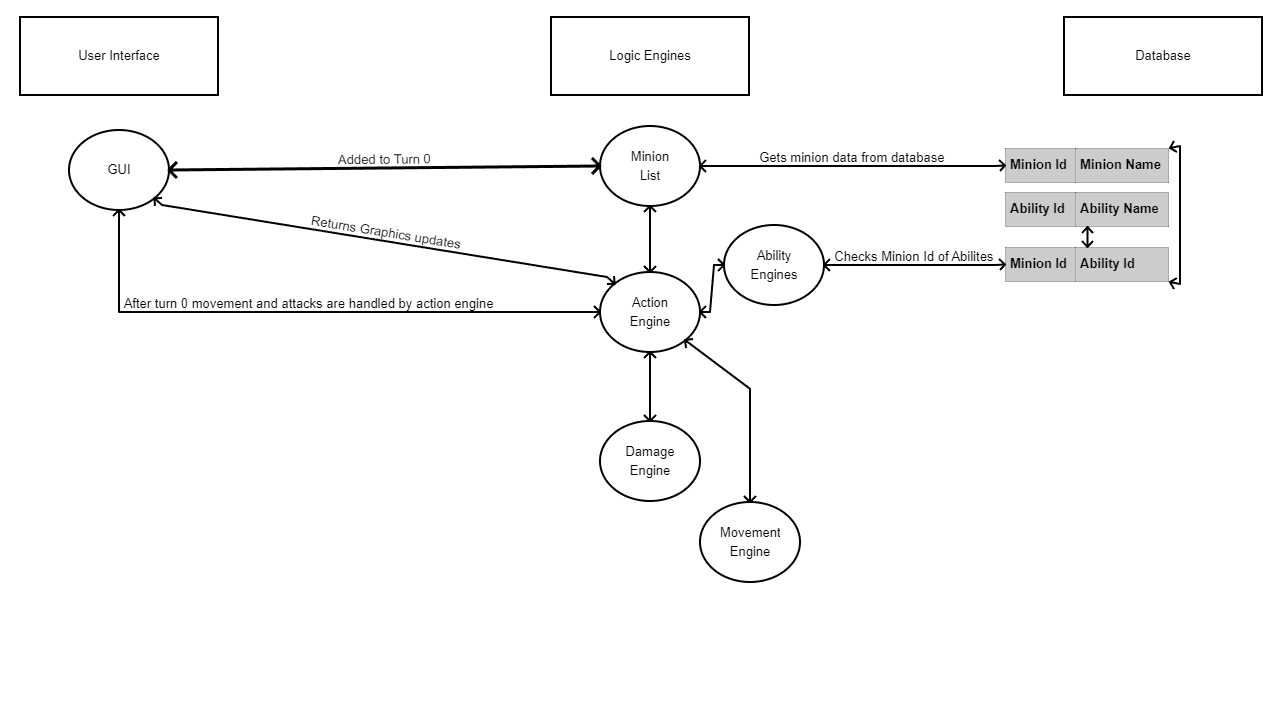 User Interface
Logic Engines
Database
GUI
Added to Turn 0
Minion
List
Gets minion data from database
Minion Id
Minion Name
Ability Id
Ability Name
Returns Graphics updates
Ability
Engines
Checks Minion Id of Abilites
Minion Id
Ability Id
After turn 0 movement and attacks are handled by action engine
Action
Engine
Damage
Engine
Movement
Engine